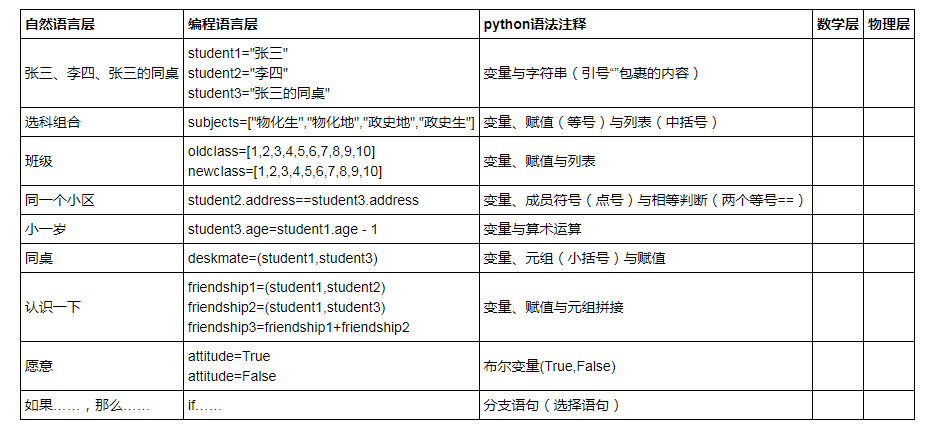 自然语言层 编程语言层 python语法注释 数学层 物理层
张三、李四、张三的同桌 student1="张三" 变量与字符串（引号“”包裹的内容）
student2="李四"
student3="张三的同桌"
选科组合 subjects=["物化生","物化地","政史地","政史生"] 变量、赋值（等号）与列表（中括号）
班级 oldclass=[1,2,3,4,5,6,7,8,9,10] 变量、赋值与列表
newclass=[1,2,3,4,5,6,7,8,9,10]
同一个小区 student2.address==student3.address 变量、成员符号（点号）与相等判断（两个等号==）
小一岁 student3.age=student1.age - 1 变量与算术运算
同桌 deskmate=(student1,student3) 变量、元组（小括号）与赋值
认识一下 friendship1=(student1,student2) 变量、赋值与元组拼接
friendship2=(student1,student3)
friendship3=friendship1+friendship2
愿意 attitude=True 布尔变量(True,False)
attitude=False
如果……，那么…… if…… 分支语句（选择语句）